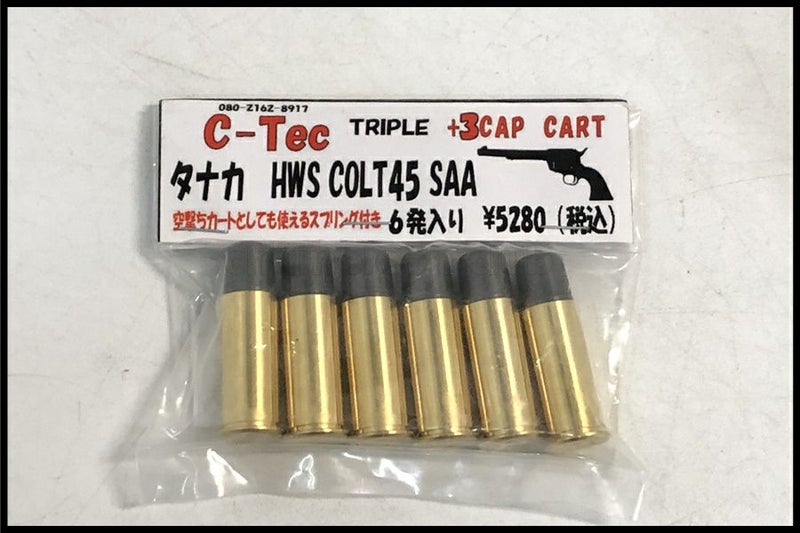 080-Z16Z-8917
C-Tec TRIPLE +3CAP CART
タナカ HWS COLT45 SAA
空撃ちカートとしても使えるスプリング付き 6発入り ¥5280(税込)